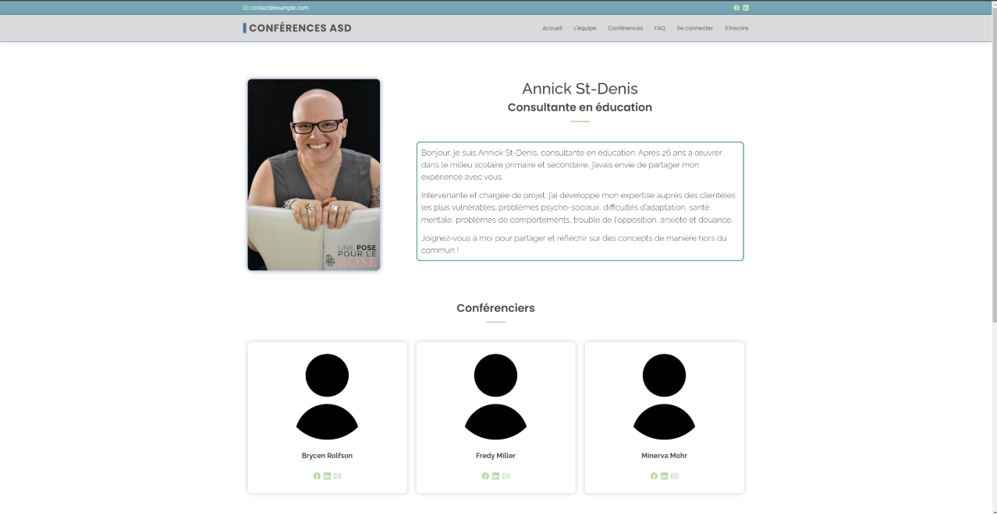 contact@example.com
CONFÉRENCES ASD
Accueil L'équipe Conférences FAQ Se connecter S'inscrire
Annick St-Denis
Consultante en éducation
Bonjour, je suis Annick St-Denis, consultante en éducation. Après 26 ans à œuvrer
dans le milieu scolaire primaire et secondaire, j'avais envie de partager mon
expérience avec vous.
Intervenante et chargée de projet, j'ai développé mon expertise auprès des clientèles
les plus vulnérables; problèmes psycho-sociaux, difficultés d'adaptation, santé
mentale, problèmes de comportements, trouble de l'opposition, anxiété et douance.
Joignez-vous à moi pour partager et réfléchir sur des concepts de manière hors du
commun !
UNE POSE
POUR LE
ROSE
Conférenciers
Brycen Rolfson
Fredy Miller
Minerva Mohr